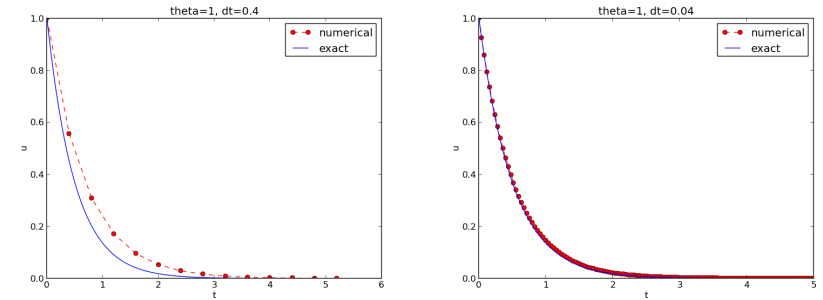 theta=1, dt=0.4
1.0
0.8
0.6
0.4
0.2
0.0
u
0 1 2 3 4 5 6
t
numerical
exact
theta=1, dt=0.04
1.0
0.8
0.6
0.4
0.2
0.0
u
0 1 2 3 4 5
t
numerical
exact